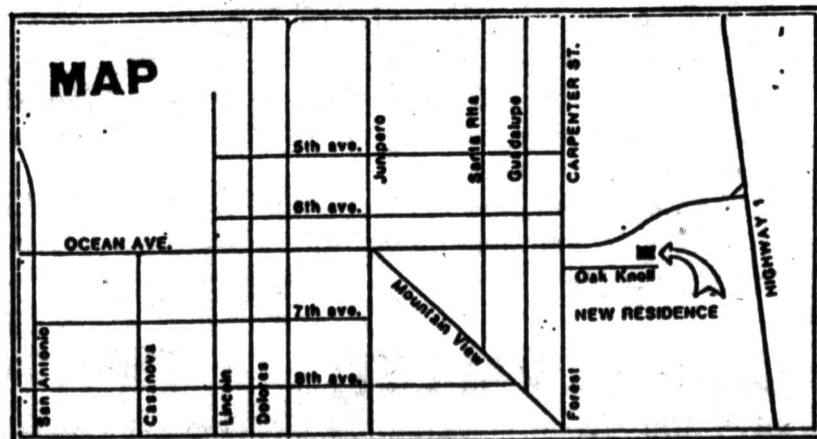 MAP
5th ave.
Junipero
Santa Rita
Guadalupe
CARPENTER ST.
6th ave.
OCEAN AVE.
Oak Knoll
HIGHWAY 1
NEW RESIDENCE
Mountain View
7th ave.
San Antonio
Casanova
Lincoln
Dolores
8th ave.
Forest